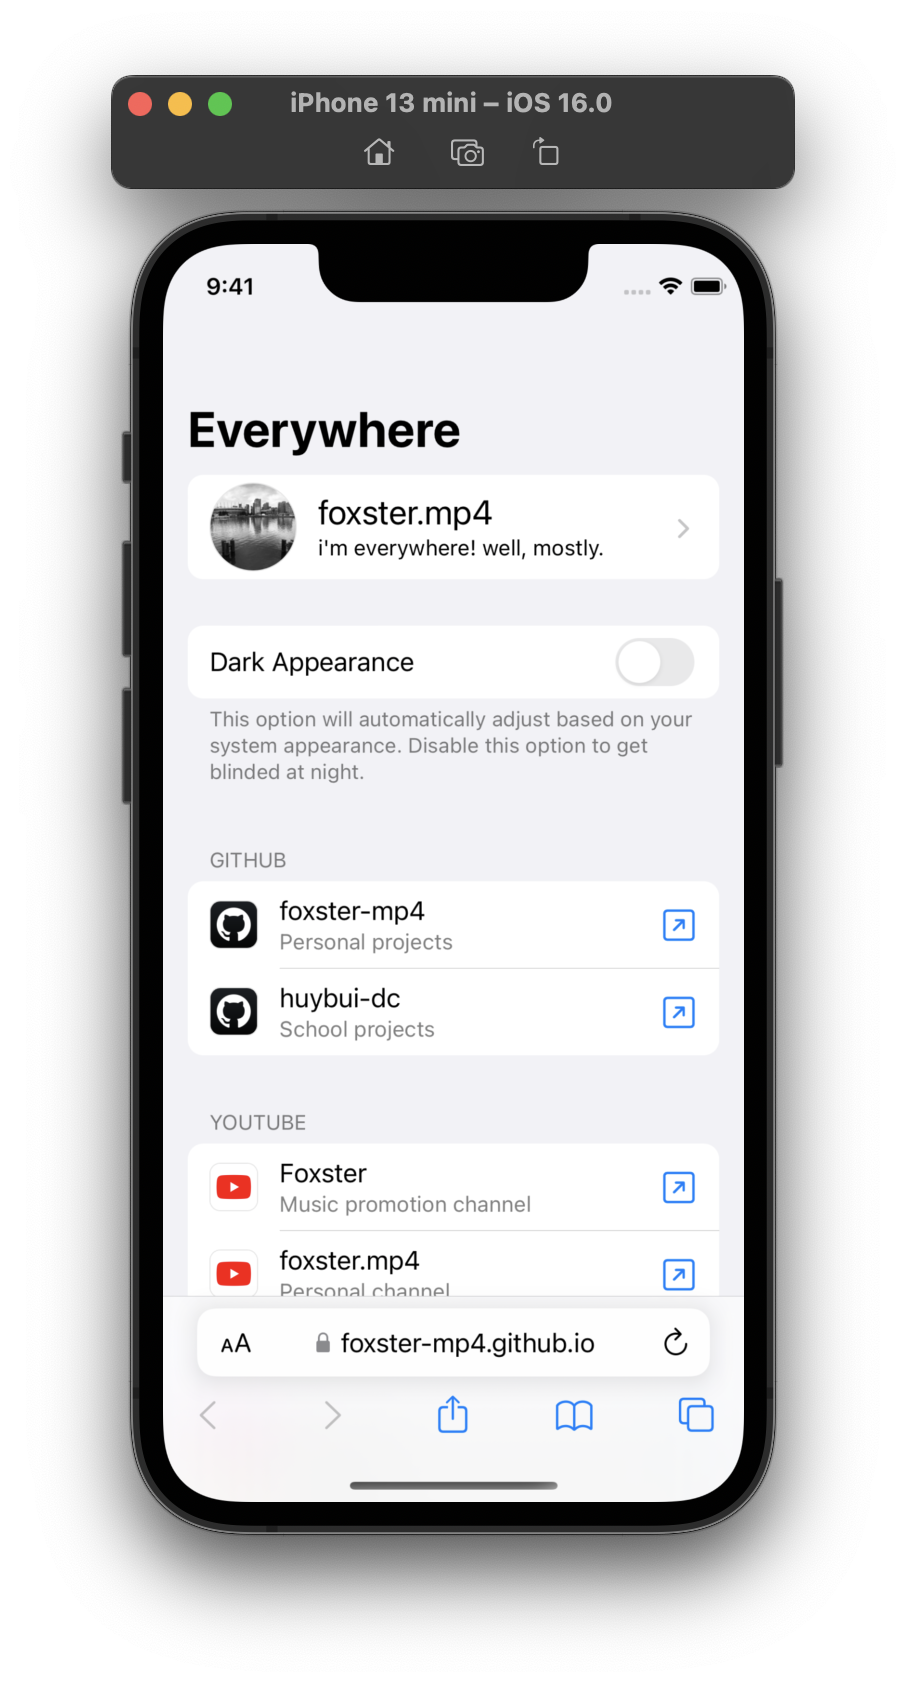 iPhone 13 mini – iOS 16.0
9:41
Everywhere
foxster.mp4
i'm everywhere! well, mostly.
Dark Appearance
This option will automatically adjust based on your
system appearance. Disable this option to get
blinded at night.
GITHUB
foxster-mp4
Personal projects
huybui-dc
School projects
YOUTUBE
Foxster
Music promotion channel
foxster.mp4
Personal channel
AA foxster-mp4.github.io